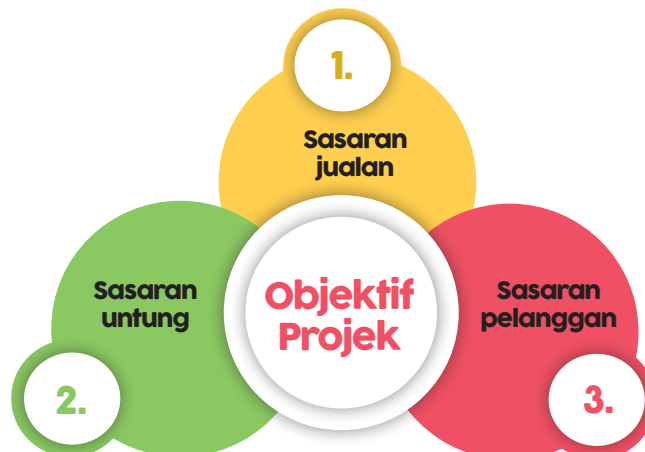 1.
Sasaran
jualan
Objektif
Projek
Sasaran
untung
2.
Sasaran
pelanggan
3.